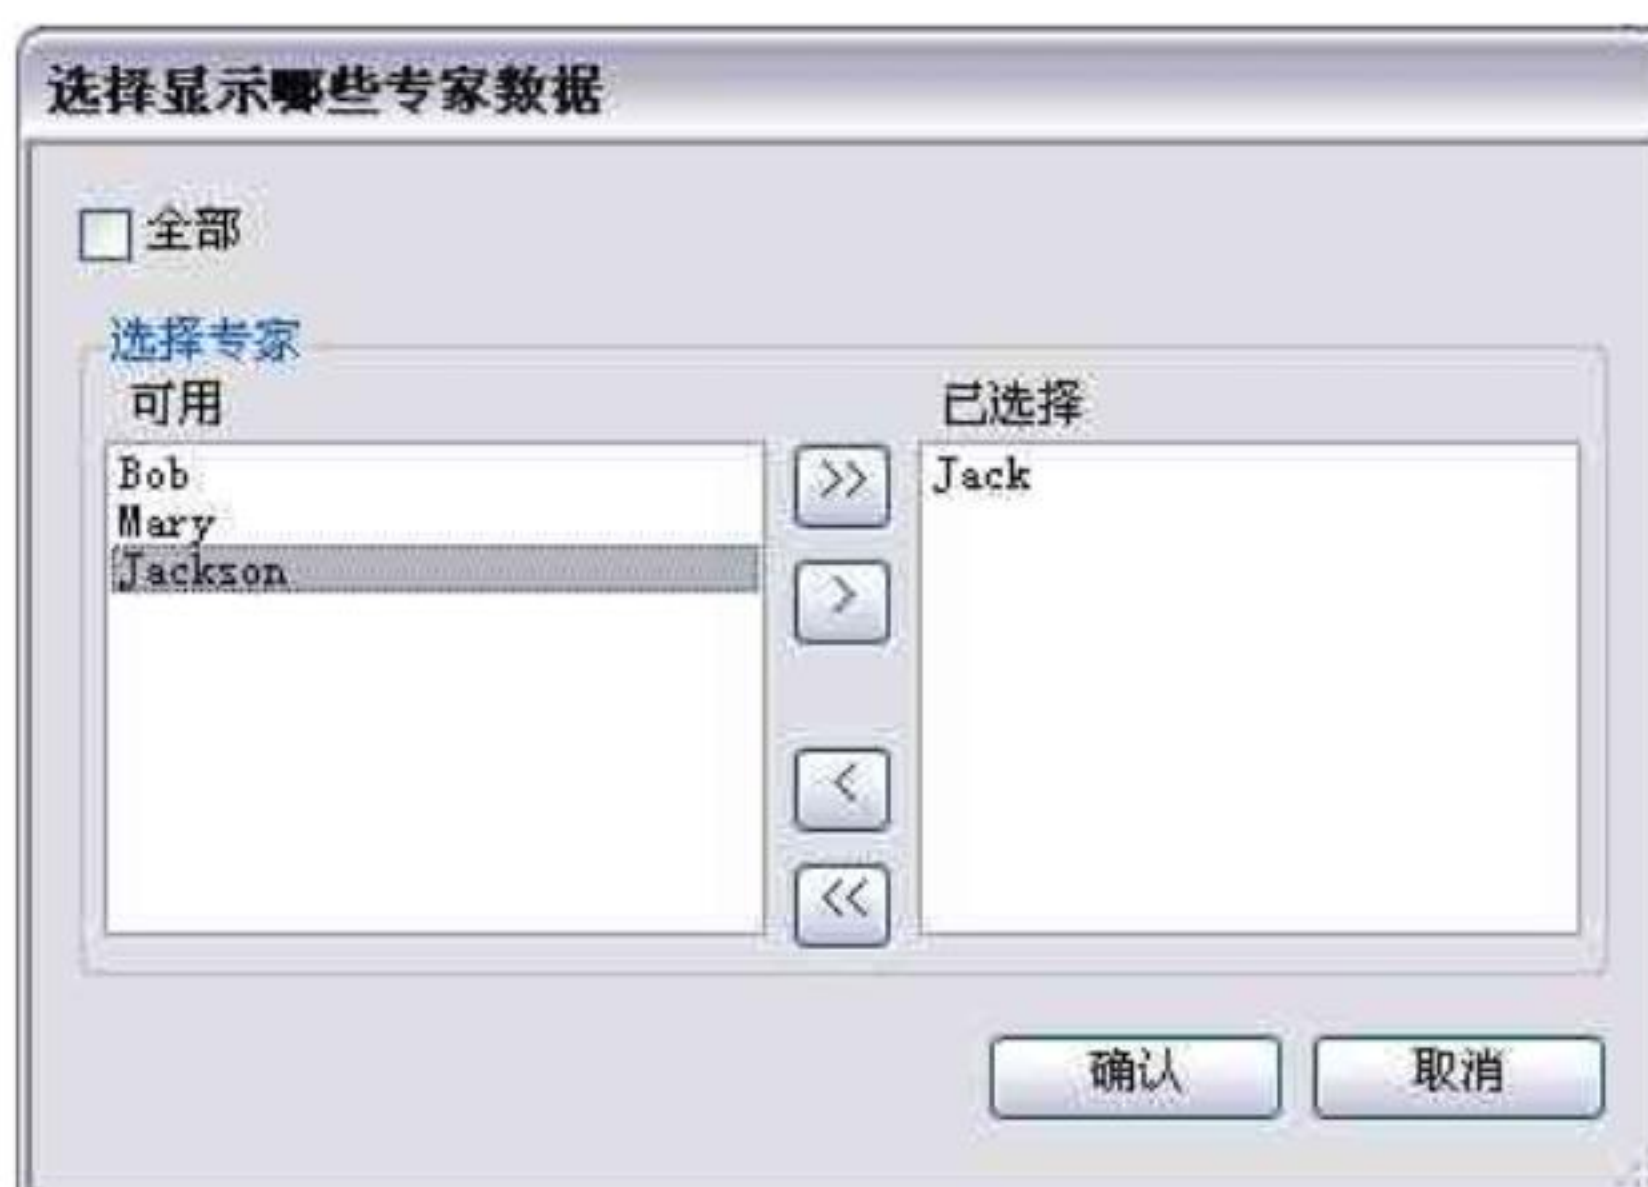 选择显示哪些专家数据
全部
选择专家
可用
已选择
Bob
Mary
Jackson
>>
>
<
<<
Jack
确认
取消